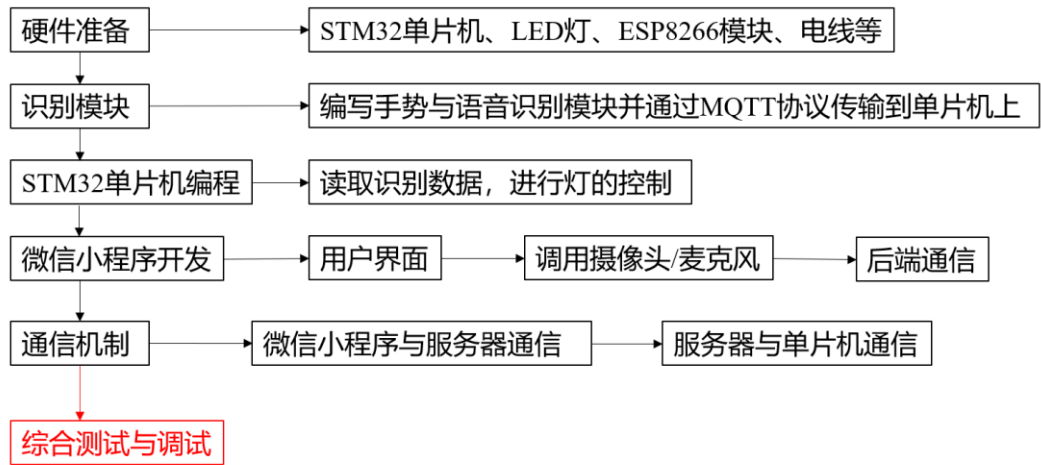 硬件准备
STM32单片机、LED灯、ESP8266模块、电线等
识别模块
编写手势与语音识别模块并通过MQTT协议传输到单片机上
STM32单片机编程
读取识别数据，进行灯的控制
微信小程序开发
用户界面
调用摄像头/麦克风
后端通信
通信机制
微信小程序与服务器通信
服务器与单片机通信
综合测试与调试